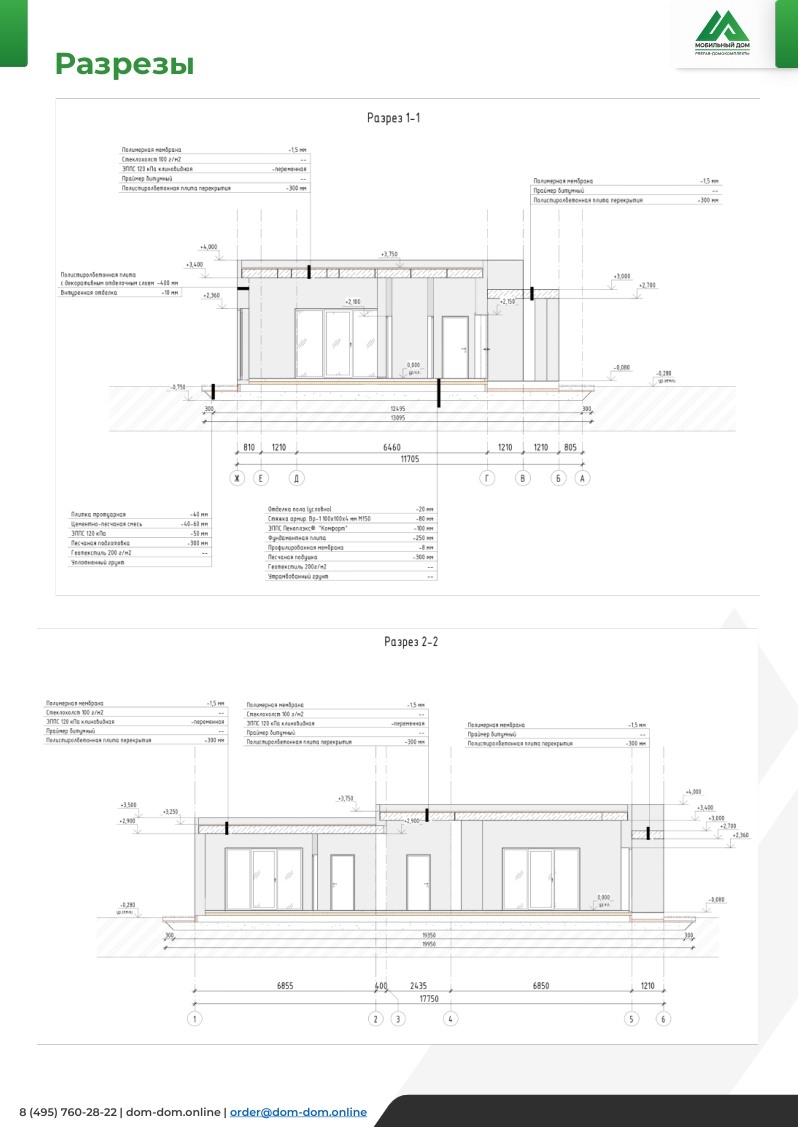 МОБИЛЬНЫЙ ДОМ
PREFAB-ДОМОКОМПЛЕКТЫ
Разрезы
Разрез 1-1
Полимерная мембрана -1,5 мм
Стеклохолст 100 г/м2 --
ЭППС 120 кПа клиновидная -переменная
Праймер битумный --
Полистиролбетонная плита перекрытия -300 мм
Полимерная мембрана -1,5 мм
Праймер битумный --
Полистиролбетонная плита перекрытия -300 мм
+4,000
+3,750
+3,400
Полистиролбетонная плита
с декоративным отделочным слоем -400 мм
Внтуренняя отделка -10 мм
+3,000
+2,700
+2,360
+2,100
+2,150
0,000
ур.ч.п.
-0,080
-0,280
ур.земли
-0,750
300 12495 300
13095
810 1210 6460 1210 1210 805
11705
Ж Е Д Г В Б А
Плитка тротуарная -40 мм
Цементно-песчаная смесь -40-60 мм
ЭППС 120 кПа -50 мм
Песчаная подготовка -300 мм
Геотекстиль 200 г/м2 --
Уплотненный грунт
Отделка пола (условно) -20 мм
Стяжка армир. Вр-1 100х100х4 мм М150 -80 мм
ЭППС Пеноплэкс® "Комфорт" -100 мм
Фундаментная плита -250 мм
Профилированная мембрана -8 мм
Песчаная подушка -300 мм
Геотекстиль 200г/м2 --
Утрамбованный грунт --
Разрез 2-2
Полимерная мембрана -1,5 мм
Стеклохолст 100 г/м2 --
ЭППС 120 кПа клиновидная -переменная
Праймер битумный --
Полистиролбетонная плита перекрытия -300 мм
Полимерная мембрана -1,5 мм
Стеклохолст 100 г/м2 --
ЭППС 120 кПа клиновидная -переменная
Праймер битумный --
Полистиролбетонная плита перекрытия -300 мм
Полимерная мембрана -1,5 мм
Праймер битумный --
Полистиролбетонная плита перекрытия -300 мм
+4,000
+3,750
+3,500
+3,250
+3,400
+2,900
+2,900
+3,000
+2,700
+2,360
0,000
ур.ч.п.
-0,280
ур.земли
-0,080
300 19350 300
19950
6855 400 2435 6850 1210
17750
1 2 3 4 5 6
8 (495) 760-28-22 | dom-dom.online | order@dom-dom.online